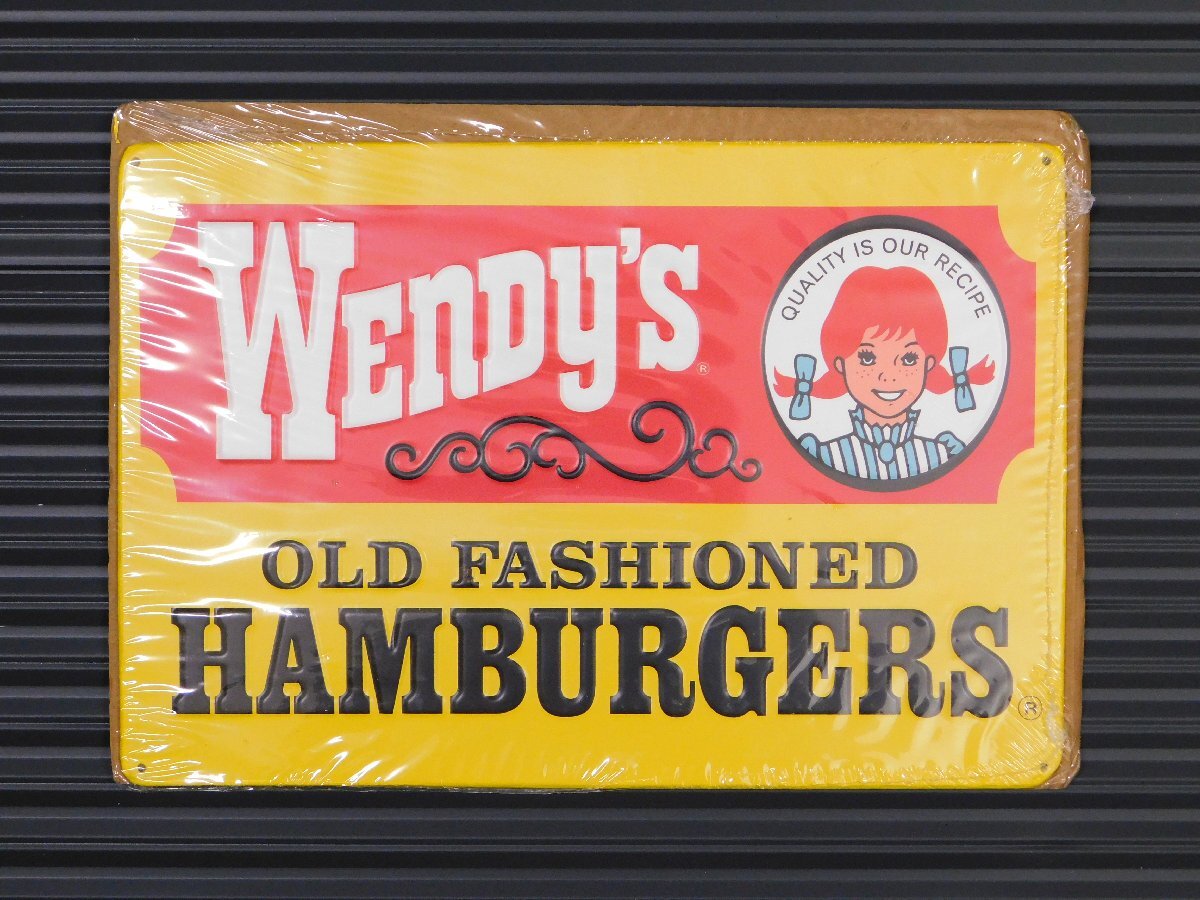 WENDY'S ®
QUALITY IS OUR RECIPE
OLD FASHIONED
HAMBURGERS ®